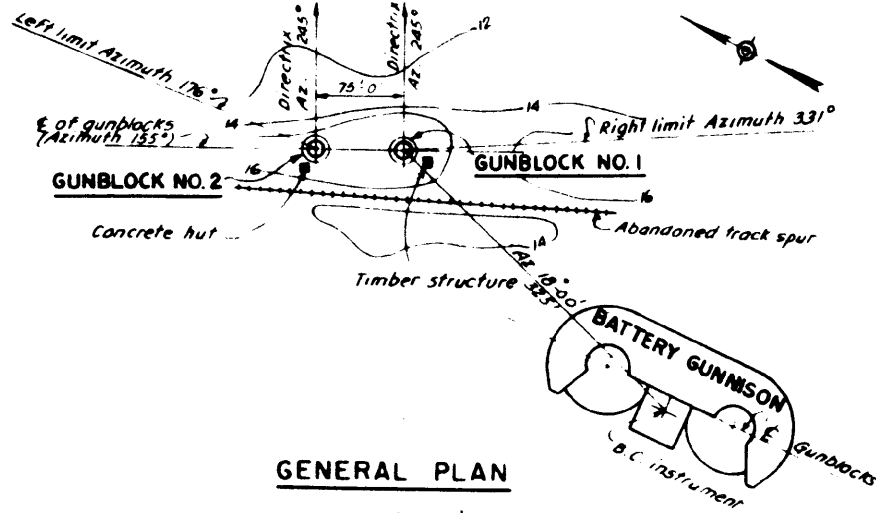 Left limit Azimuth 176°
Directrix
Az. 245°
Directrix
Az 245°
12
75'-0
14
14
℄ of gunblocks
(Azimuth 155°)
Right limit Azimuth 331°
GUNBLOCK NO. 1
16
GUNBLOCK NO. 2
16
Concrete hut
Abandoned track spur
14
Timber structure
Az 18°-00'
323'
BATTERY GUNNISON
℄ Gunblocks
B.C. instrument
GENERAL PLAN